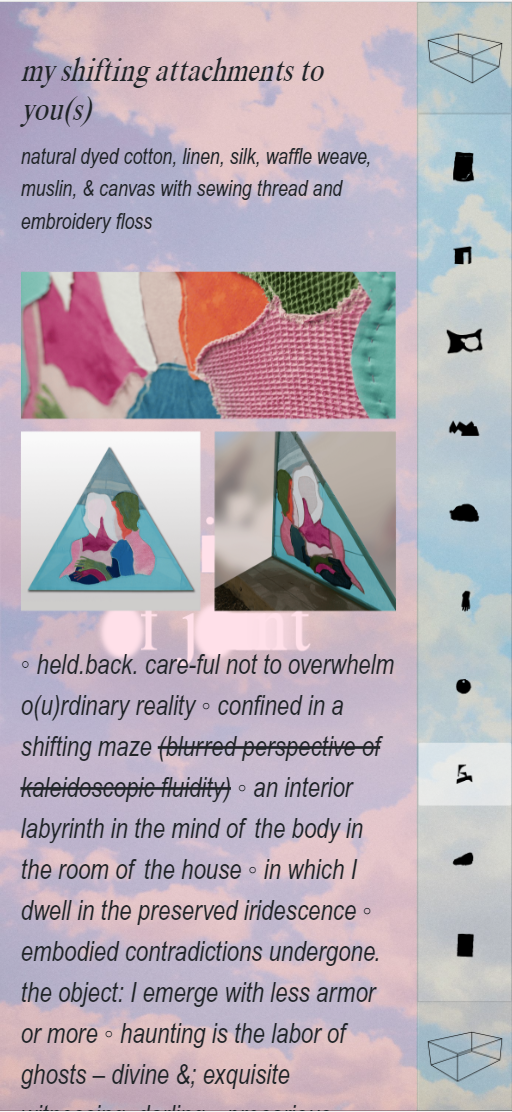 my shifting attachments to
you(s)
natural dyed cotton, linen, silk, waffle weave,
muslin, & canvas with sewing thread and
embroidery floss
◦ held.back. care-ful not to overwhelm
o(u)rdinary reality ◦ confined in a
shifting maze (blurred perspective of
kaleidoscopic fluidity) ◦ an interior
labyrinth in the mind of the body in
the room of the house ◦ in which I
dwell in the preserved iridescence ◦
embodied contradictions undergone.
the object: I emerge with less armor
or more ◦ haunting is the labor of
ghosts – divine &; exquisite